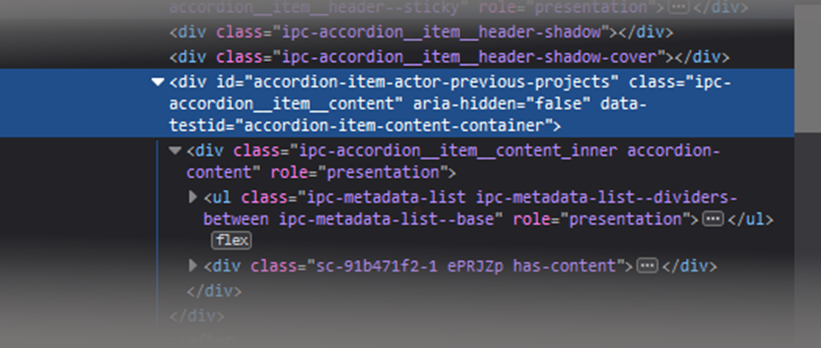 accordion__item__header--sticky" role="presentation">…</div>
<div class="ipc-accordion__item__header-shadow"></div>
<div class="ipc-accordion__item__header-shadow-cover"></div>
<div id="accordion-item-actor-previous-projects" class="ipc-
accordion__item__content" aria-hidden="false" data-
testid="accordion-item-content-container">
<div class="ipc-accordion__item__content_inner accordion-
content" role="presentation">
<ul class="ipc-metadata-list ipc-metadata-list--dividers-
between ipc-metadata-list--base" role="presentation">…</ul>
flex
<div class="sc-91b471f2-1 ePRJZp has-content">…</div>
</div>
</div>